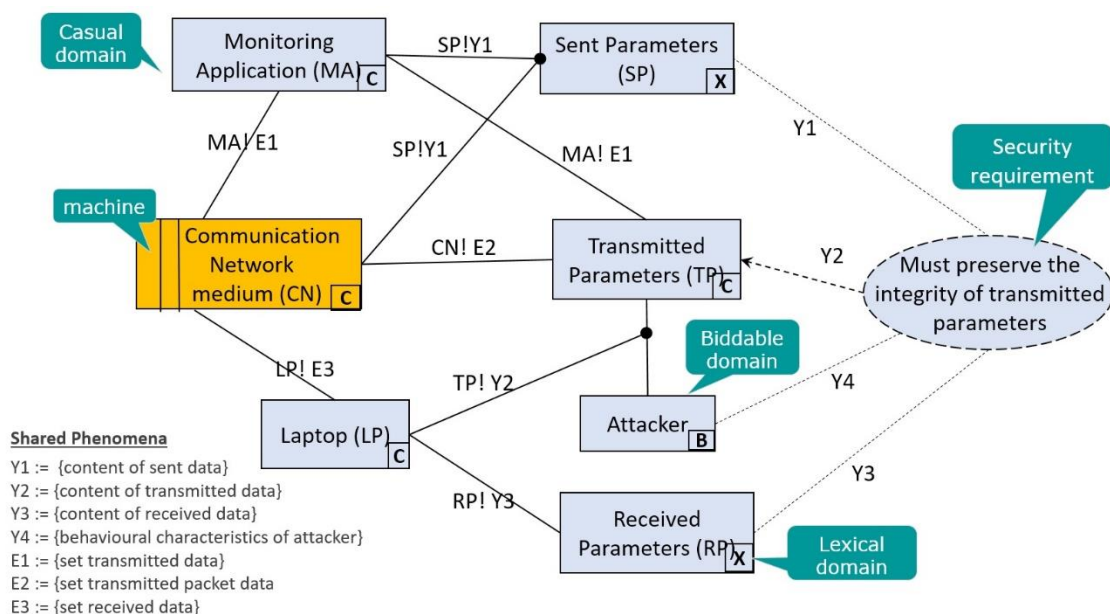 Casual
domain
Monitoring
Application (MA)
C
SP!Y1
Sent Parameters
(SP)
X
Y1
MA! E1
SP!Y1
MA! E1
Security
requirement
machine
Communication
Network
medium (CN)
C
CN! E2
Transmitted
Parameters (TP)
C
Y2
Must preserve the
integrity of transmitted
parameters
Biddable
domain
LP! E3
TP! Y2
Y4
Laptop (LP)
C
Attacker
B
Y3
RP! Y3
Received
Parameters (RP)
X
Lexical
domain
Shared Phenomena
Y1 := {content of sent data}
Y2 := {content of transmitted data}
Y3 := {content of received data}
Y4 := {behavioural characteristics of attacker}
E1 := {set transmitted data}
E2 := {set transmitted packet data
E3 := {set received data}